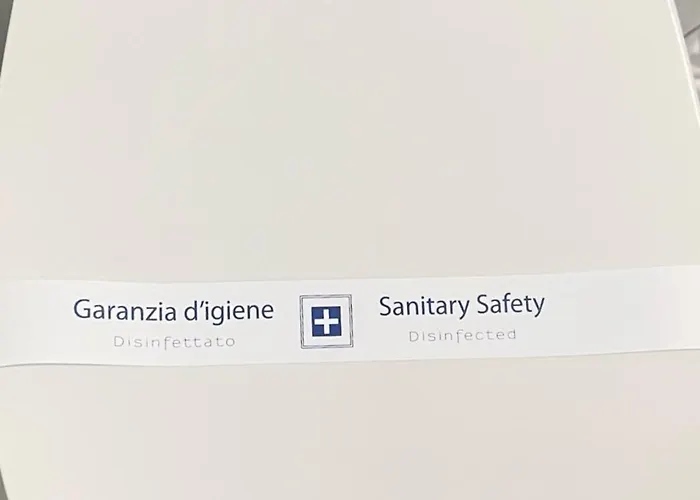 Garanzia d'igiene
Disinfettato
Sanitary Safety
Disinfected